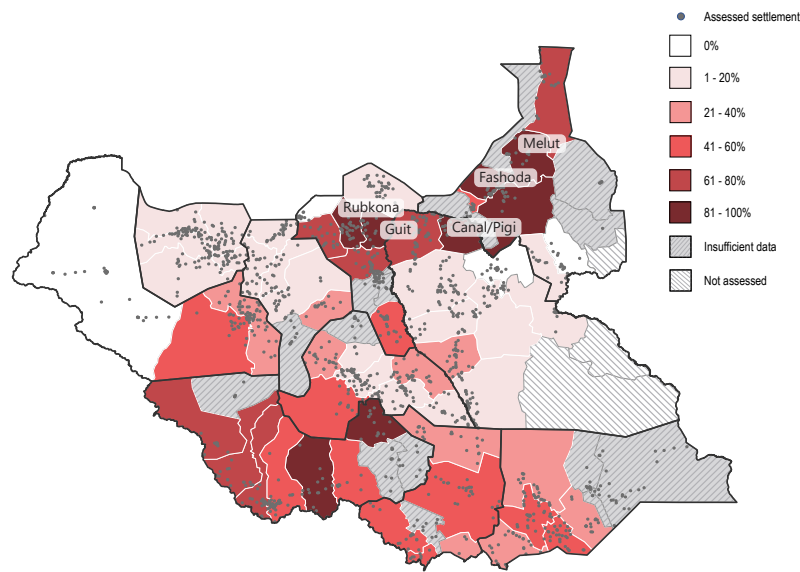 Assessed settlement
0%
1 - 20%
21 - 40%
41 - 60%
61 - 80%
81 - 100%
Insufficient data
Not assessed
Melut
Fashoda
Rubkona
Guit
Canal/Pigi